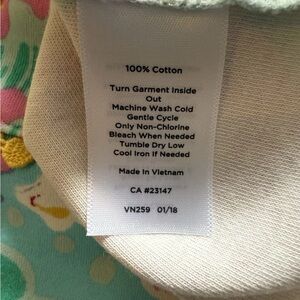 100% Cotton
Turn Garment Inside
Out
Machine Wash Cold
Gentle Cycle
Only Non-Chlorine
Bleach When Needed
Tumble Dry Low
Cool Iron If Needed
Made In Vietnam
CA #23147
VN259 01/18